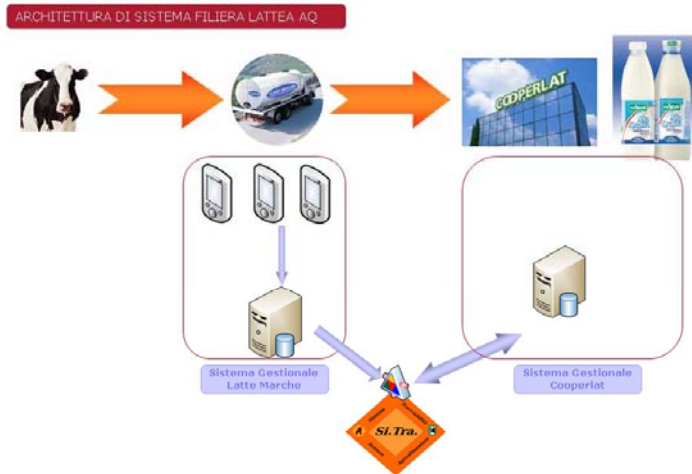 ARCHITETTURA DI SISTEMA FILIERA LATTEA AQ
COOPERLAT
Sistema Gestionale
Latte Marche
Sistema Gestionale
Cooperlat
Si.Tra.